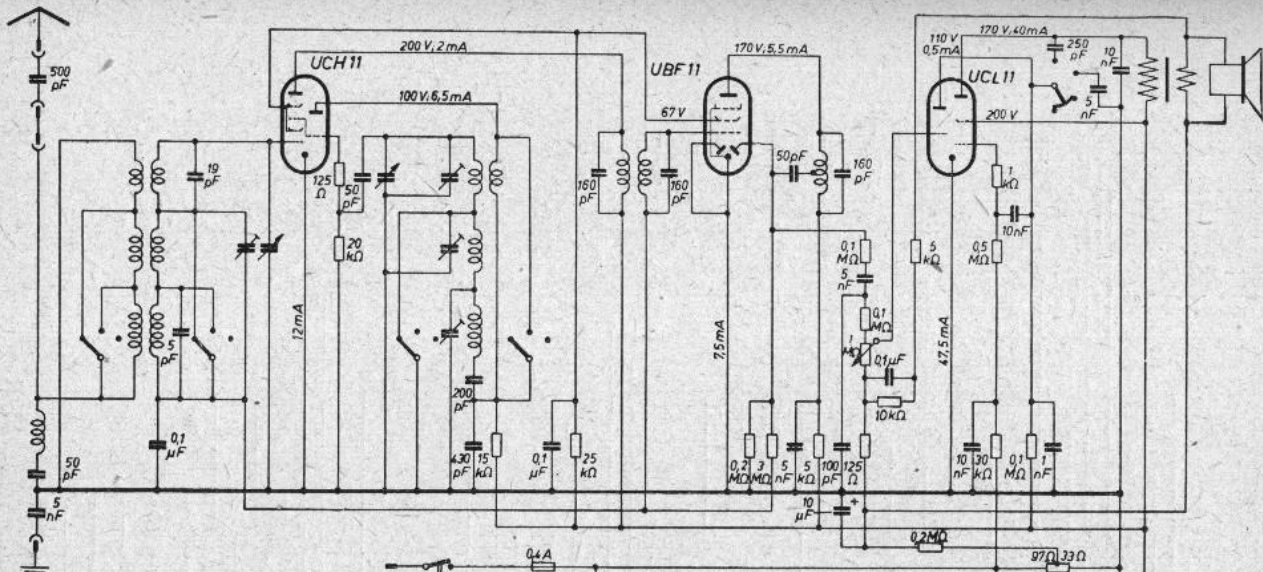 500 pF
UCH 11
200 V, 2 mA
100 V, 6,5 mA
19 pF
125 Ω
50 pF
20 kΩ
12 mA
5 pF
0,1 µF
50 pF
5 nF
200 pF
430 pF
15 kΩ
0,1 µF
25 kΩ
160 pF
160 pF
UBF 11
170 V, 5,5 mA
67 V
50 pF
160 pF
7,5 mA
0,1 MΩ
5 nF
0,1 MΩ
1 MΩ
0,1 µF
10 kΩ
5 kΩ
0,2 MΩ
3 MΩ
5 nF
5 kΩ
100 pF
125 Ω
10 µF
+
UCL 11
110 V 0,5 mA
170 V, 40 mA
250 pF
10 nF
5 nF
200 V
1 kΩ
10 nF
0,5 MΩ
47,5 mA
10 nF
30 kΩ
0,1 MΩ
1 nF
0,2 MΩ
97 Ω
33 Ω
0,4 A